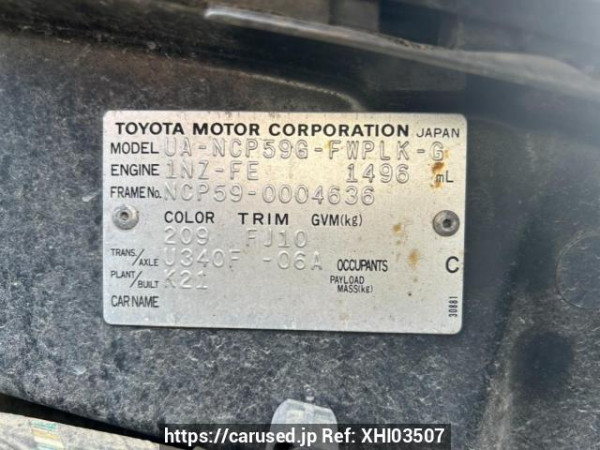 TOYOTA MOTOR CORPORATION JAPAN
MODEL UA-NCP59G-FWPLK-G
ENGINE 1NZ-FE 1496 mL
FRAME No. NCP59-0004636
COLOR TRIM GVM(kg)
209 FJ10
TRANS./AXLE U340F -06A OCCUPANTS C
PLANT/BUILT K21 PAYLOAD MASS(kg)
CAR NAME
30881
https://carused.jp Ref: XHI03507